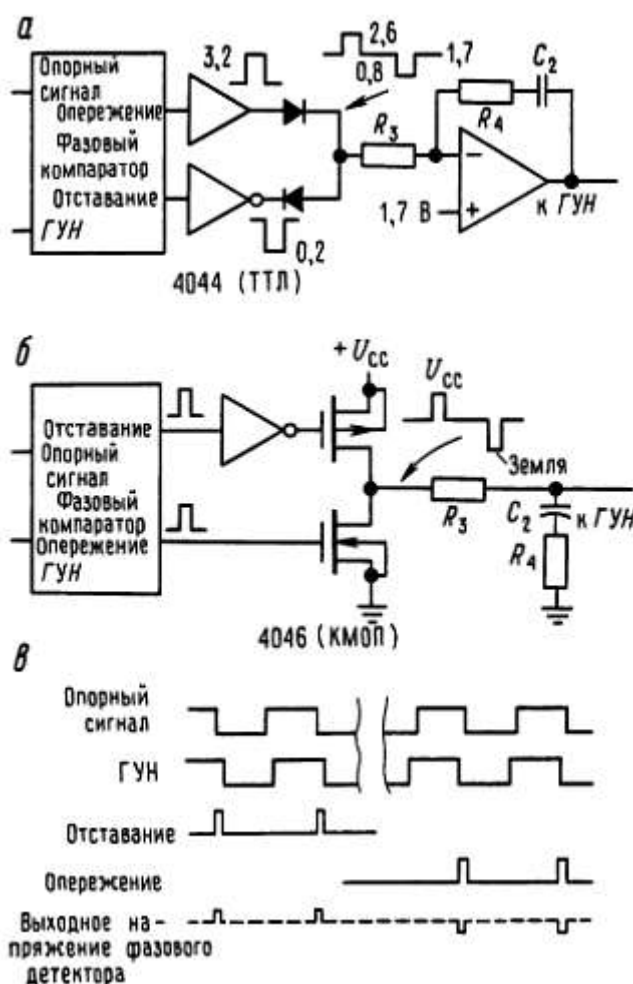 а
Опорный
сигнал
Опережение
Фазовый
компаратор
Отставание
ГУН
3,2
2,6
0,8
1,7
R3
R4
C2
1,7 В
−
+
к ГУН
0,2
4044 (ТТЛ)
б
Отставание
Опорный
сигнал
Фазовый
компаратор
Опережение
ГУН
+ Ucc
Ucc
Земля
R3
C2
к ГУН
R4
4046 (КМОП)
в
Опорный
сигнал
ГУН
Отставание
Опережение
Выходное на-
пряжение фазового
детектора